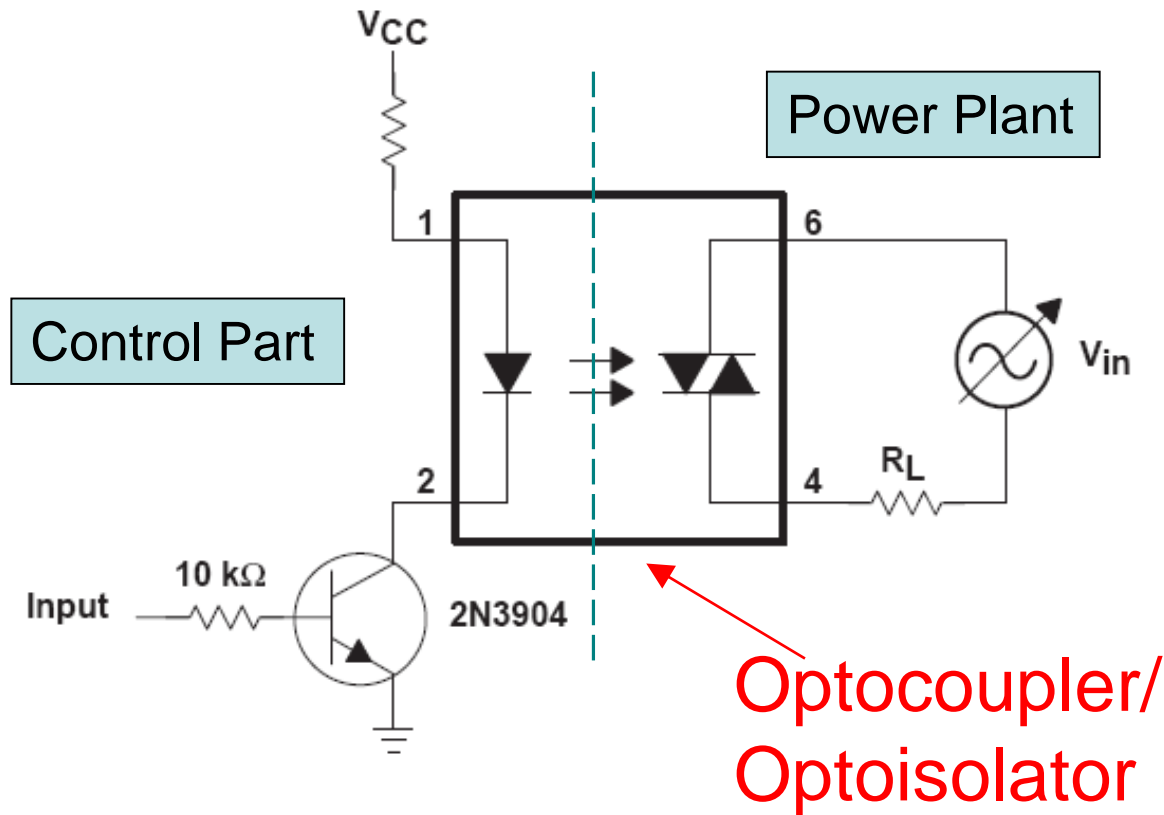 VCC
Power Plant
1
6
Control Part
Vin
2
4
RL
10 kΩ
Input
2N3904
Optocoupler/
Optoisolator